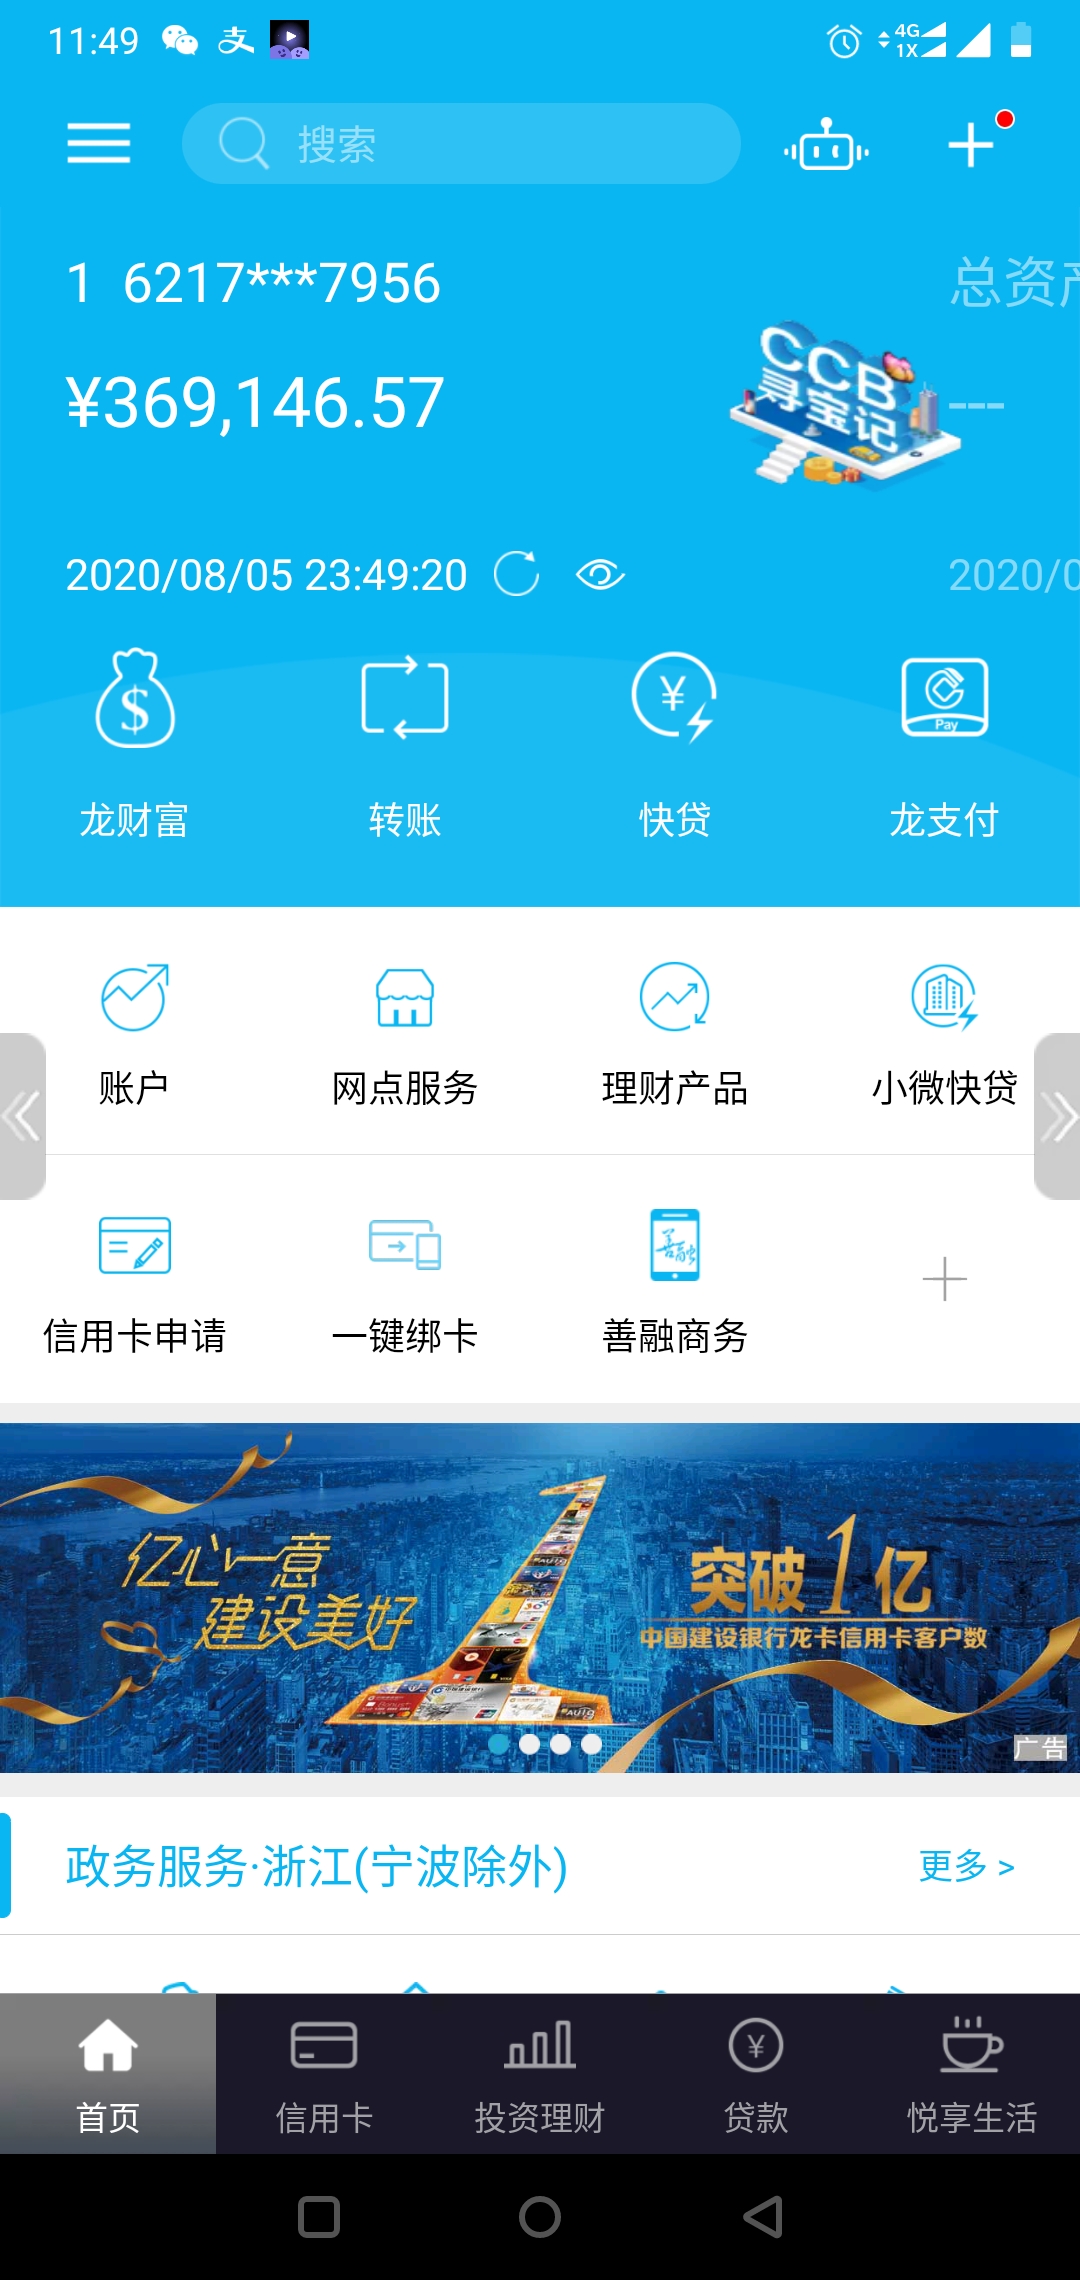 11:49
4G
1X
搜索
1 6217***7956
总资产
¥369,146.57
CCB
寻宝记
---
2020/08/05 23:49:20
2020/0
Pay
龙财富 转账 快贷 龙支付
账户 网点服务 理财产品 小微快贷
善融
信用卡申请 一键绑卡 善融商务
亿心一意
建设美好
突破1亿
中国建设银行龙卡信用卡客户数
广告
政务服务·浙江(宁波除外) 更多 >
首页 信用卡 投资理财 贷款 悦享生活